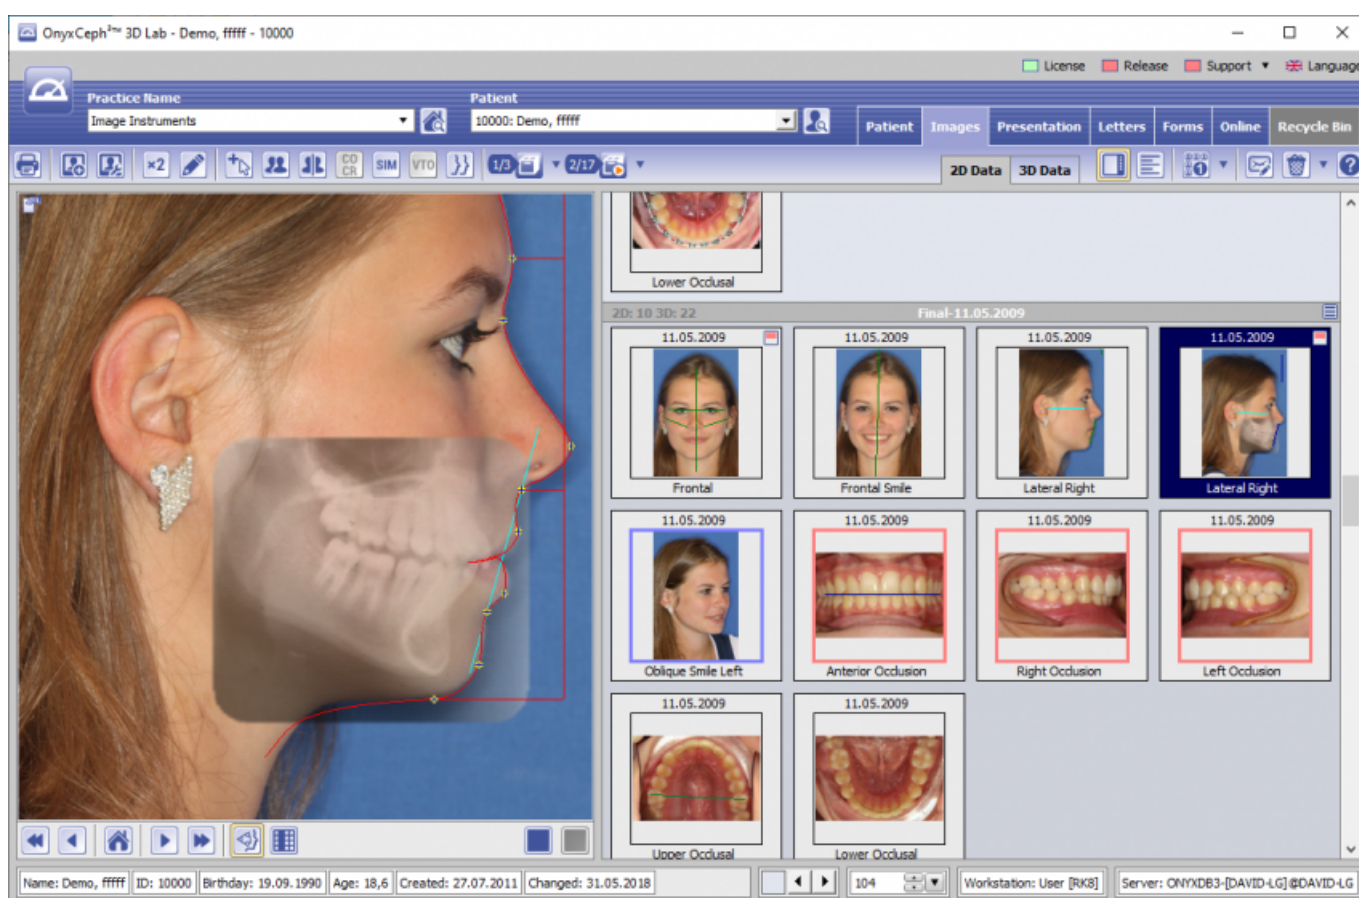 OnyxCeph³™ 3D Lab - Demo, fffff - 10000
License Release Support Language
Practice Name Patient
Image Instruments 10000: Demo, fffff
Patient Images Presentation Letters Forms Online Recycle Bin
×2 CO CR SIM VTO 1/3 2/17 2D Data 3D Data
Lower Occlusal
2D: 10 3D: 22 Final-11.05.2009
11.05.2009 11.05.2009 11.05.2009 11.05.2009
Frontal Frontal Smile Lateral Right Lateral Right
11.05.2009 11.05.2009 11.05.2009 11.05.2009
Oblique Smile Left Anterior Occlusion Right Occlusion Left Occlusion
11.05.2009 11.05.2009
Upper Occlusal Lower Occlusal
Name: Demo, fffff ID: 10000 Birthday: 19.09.1990 Age: 18,6 Created: 27.07.2011 Changed: 31.05.2018 104 Workstation: User [RK8] Server: ONYXDB3-[DAVID-LG]@DAVID-LG